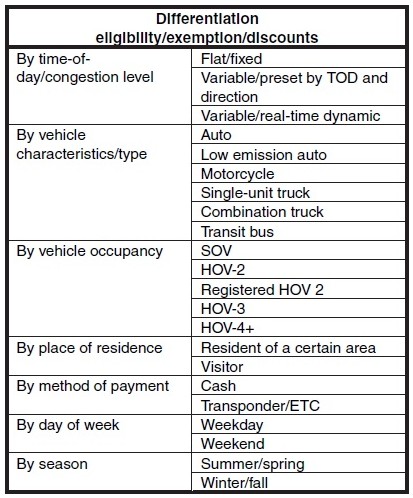 Differentiation
eligibility/exemption/discounts
By time-of-
day/congestion level
Flat/fixed
Variable/preset by TOD and
direction
Variable/real-time dynamic
By vehicle
characteristics/type
Auto
Low emission auto
Motorcycle
Single-unit truck
Combination truck
Transit bus
By vehicle occupancy
SOV
HOV-2
Registered HOV 2
HOV-3
HOV-4+
By place of residence
Resident of a certain area
Visitor
By method of payment
Cash
Transponder/ETC
By day of week
Weekday
Weekend
By season
Summer/spring
Winter/fall